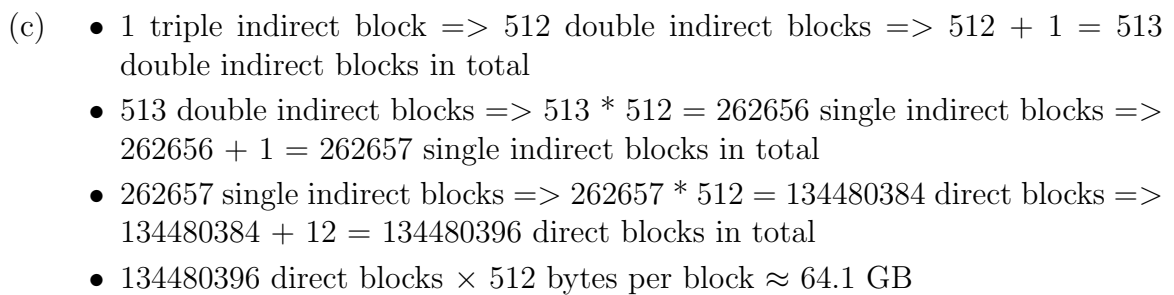 (c) • 1 triple indirect block => 512 double indirect blocks => 512 + 1 = 513
double indirect blocks in total
• 513 double indirect blocks => 513 * 512 = 262656 single indirect blocks =>
262656 + 1 = 262657 single indirect blocks in total
• 262657 single indirect blocks => 262657 * 512 = 134480384 direct blocks =>
134480384 + 12 = 134480396 direct blocks in total
• 134480396 direct blocks × 512 bytes per block ≈ 64.1 GB